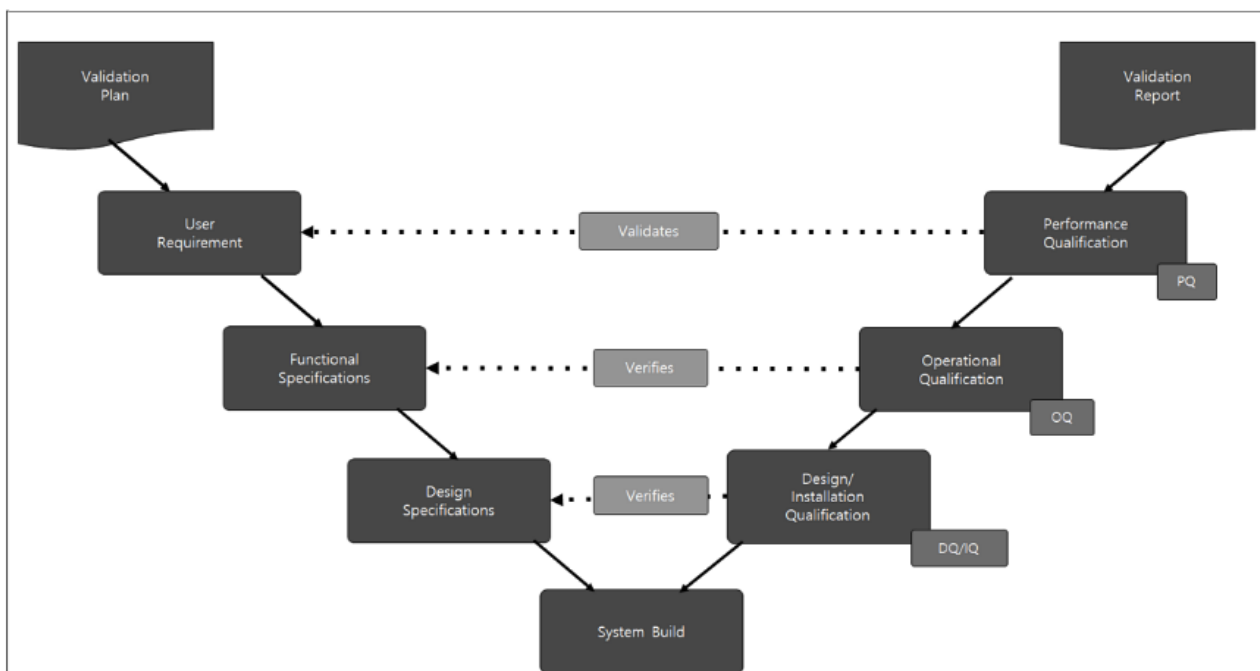 Validation
Plan
Validation
Report
User
Requirement
Validates
Performance
Qualification
PQ
Functional
Specifications
Verifies
Operational
Qualification
OQ
Design
Specifications
Verifies
Design/
Installation
Qualification
DQ/IQ
System Build